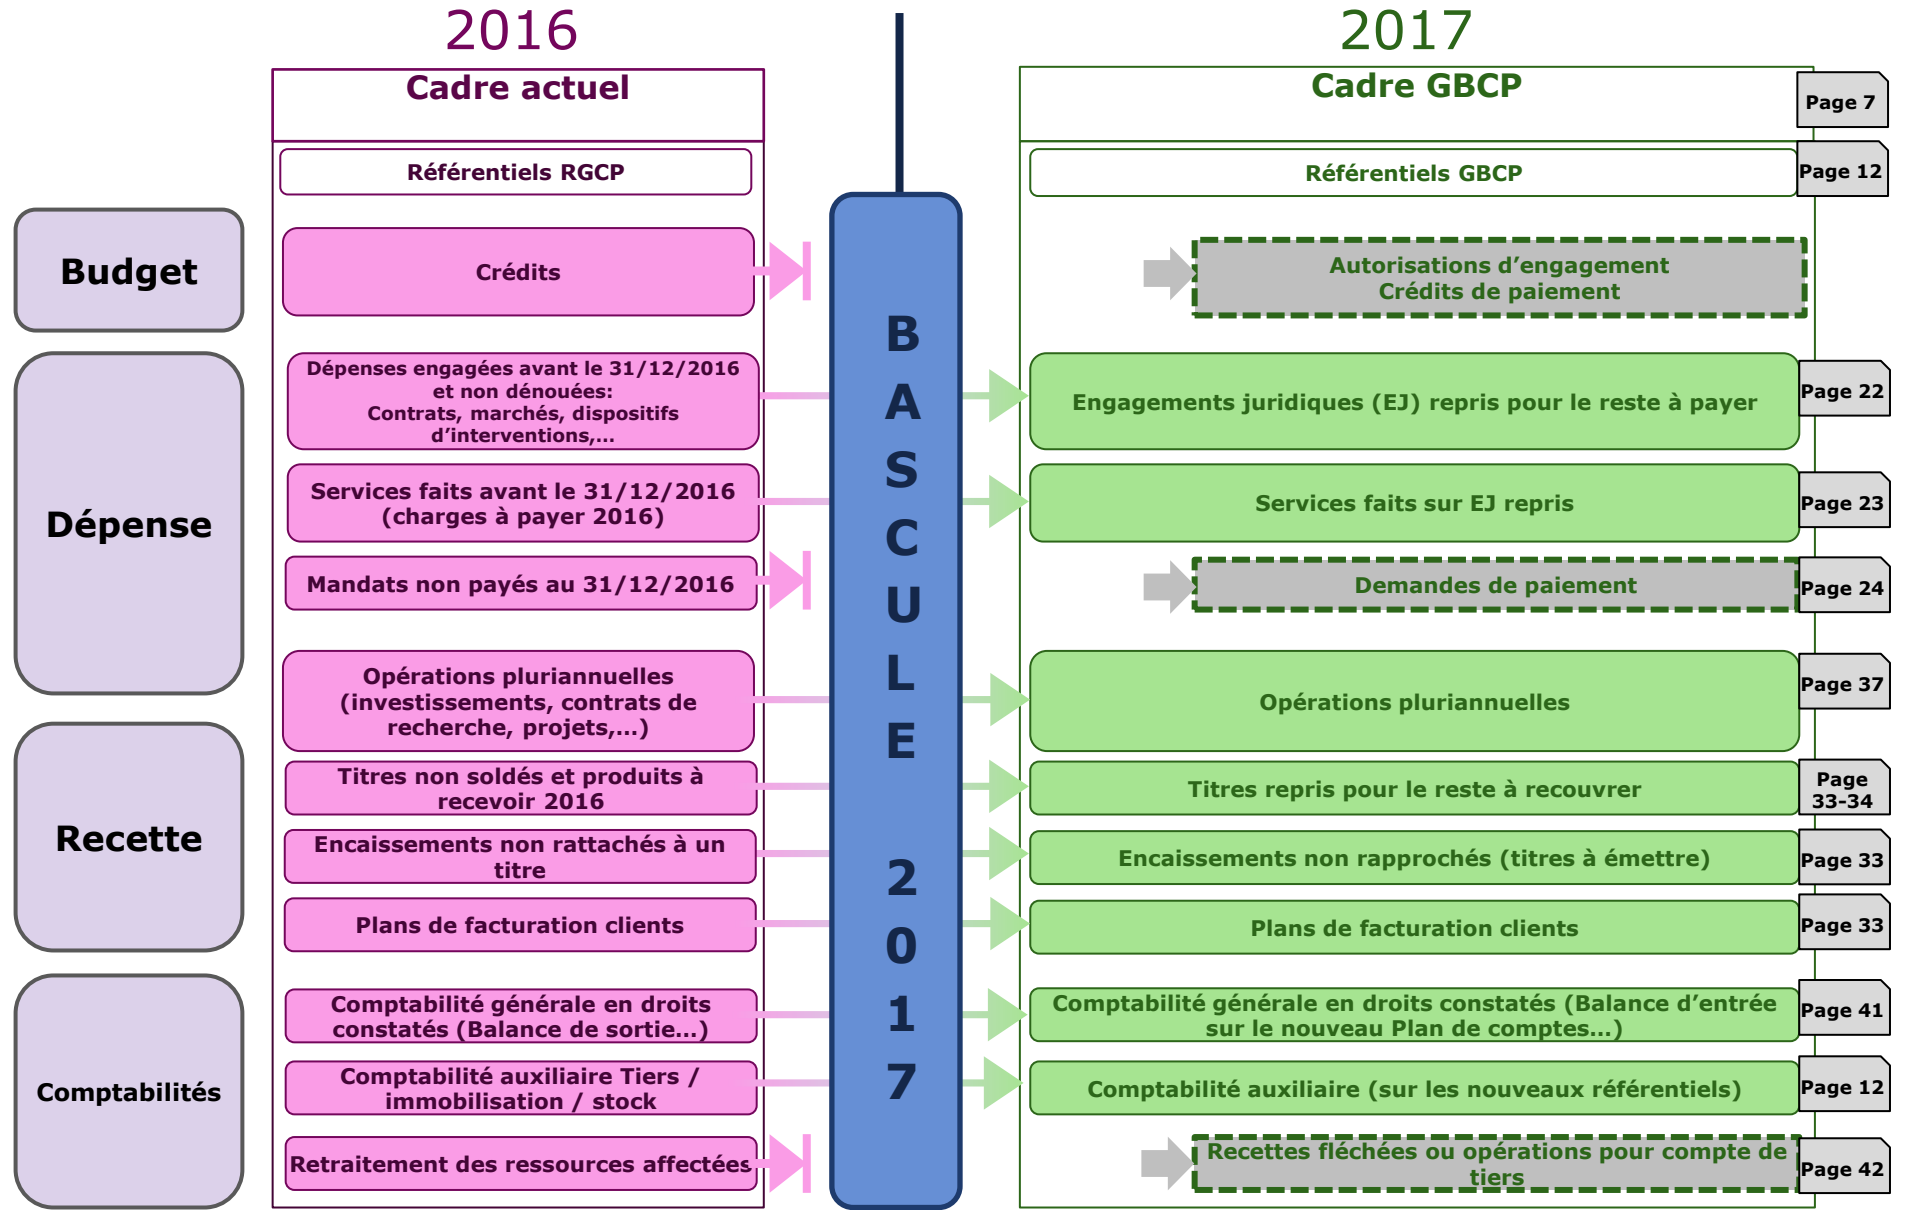 2016
2017
Cadre actuel
Cadre GBCP
Page 7
Référentiels RGCP
Référentiels GBCP
Page 12
Budget
Crédits
Autorisations d’engagement
Crédits de paiement
Dépense
Dépenses engagées avant le 31/12/2016
et non dénouées:
Contrats, marchés, dispositifs
d’interventions,...
Engagements juridiques (EJ) repris pour le reste à payer
Page 22
Services faits avant le 31/12/2016
(charges à payer 2016)
Services faits sur EJ repris
Page 23
Mandats non payés au 31/12/2016
Demandes de paiement
Page 24
Opérations pluriannuelles
(investissements, contrats de
recherche, projets,...)
Opérations pluriannuelles
Page 37
Recette
Titres non soldés et produits à
recevoir 2016
Titres repris pour le reste à recouvrer
Page
33-34
Encaissements non rattachés à un
titre
Encaissements non rapprochés (titres à émettre)
Page 33
Plans de facturation clients
Plans de facturation clients
Page 33
Comptabilités
Comptabilité générale en droits
constatés (Balance de sortie...)
Comptabilité générale en droits constatés (Balance d’entrée
sur le nouveau Plan de comptes...)
Page 41
Comptabilité auxiliaire Tiers /
immobilisation / stock
Comptabilité auxiliaire (sur les nouveaux référentiels)
Page 12
Retraitement des ressources affectées
Recettes fléchées ou opérations pour compte de
tiers
Page 42
B
A
S
C
U
L
E
2
0
1
7